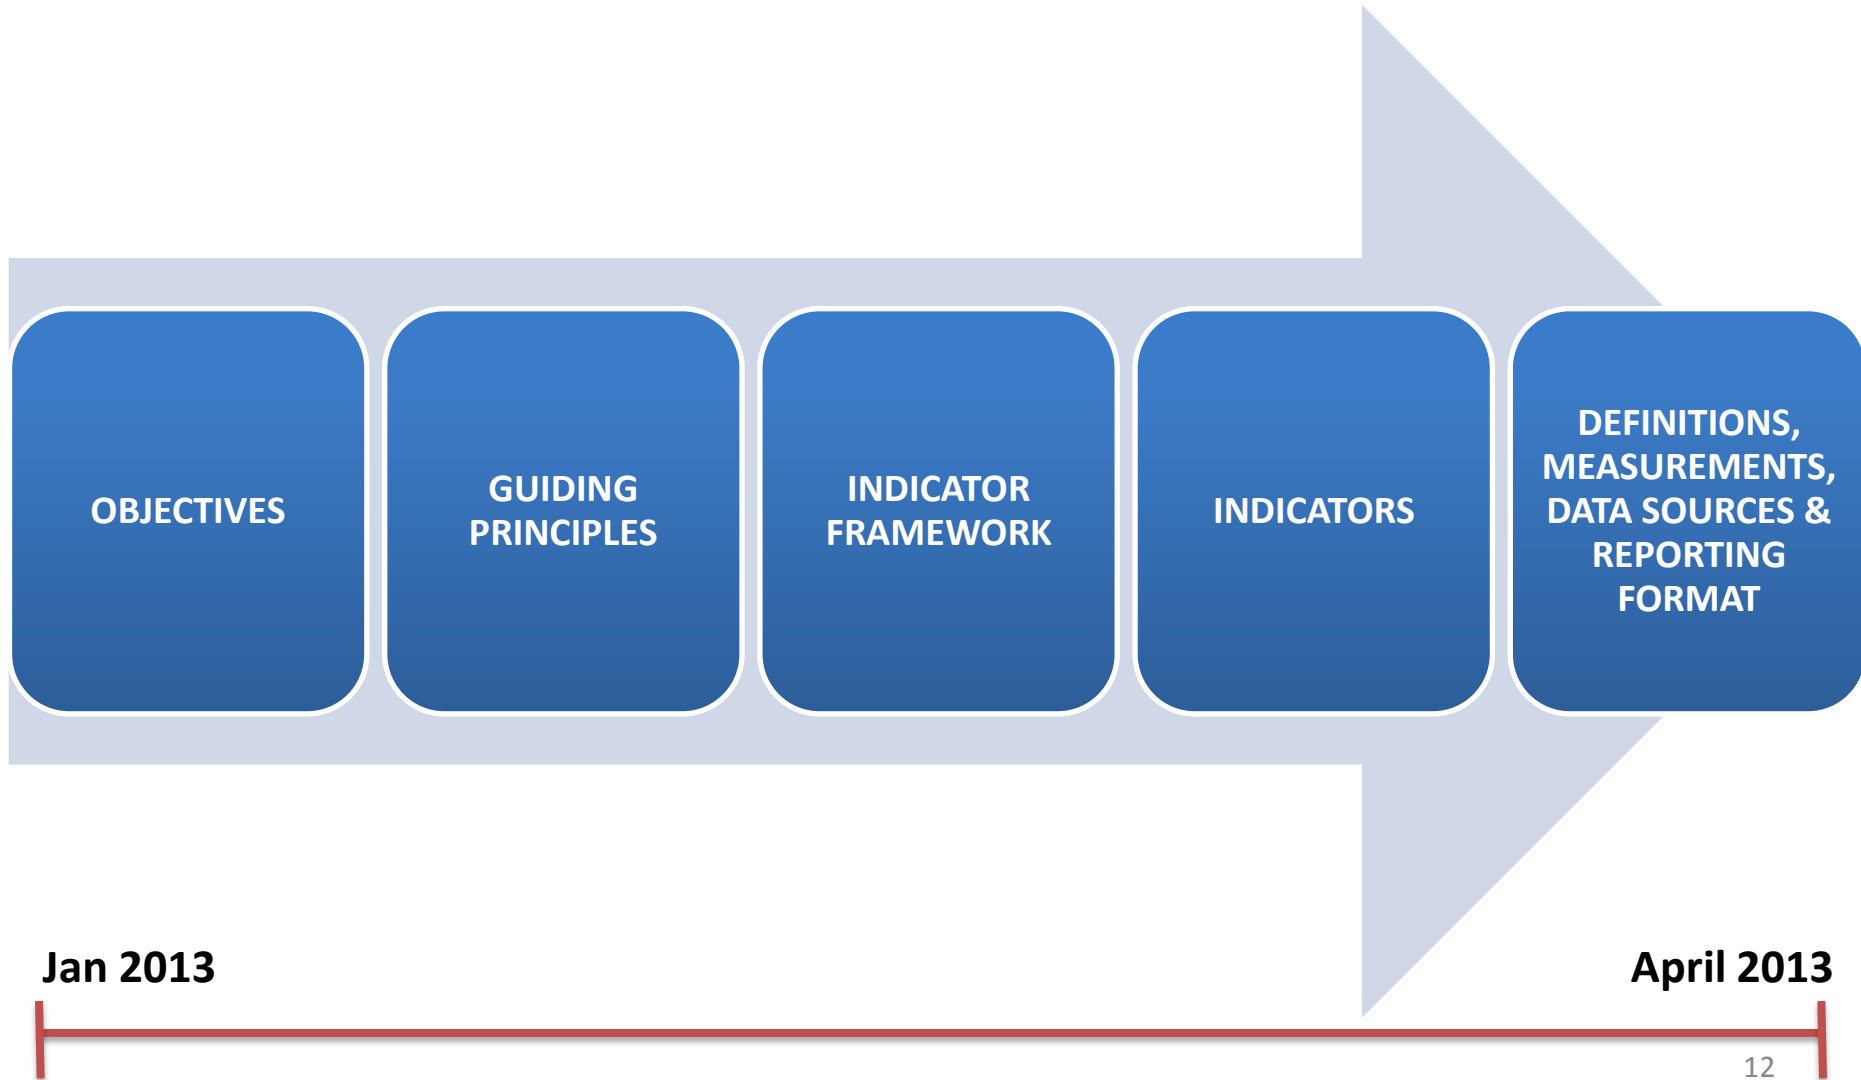 OBJECTIVES
GUIDING
PRINCIPLES
INDICATOR
FRAMEWORK
INDICATORS
DEFINITIONS,
MEASUREMENTS,
DATA SOURCES &
REPORTING
FORMAT
Jan 2013
April 2013
12